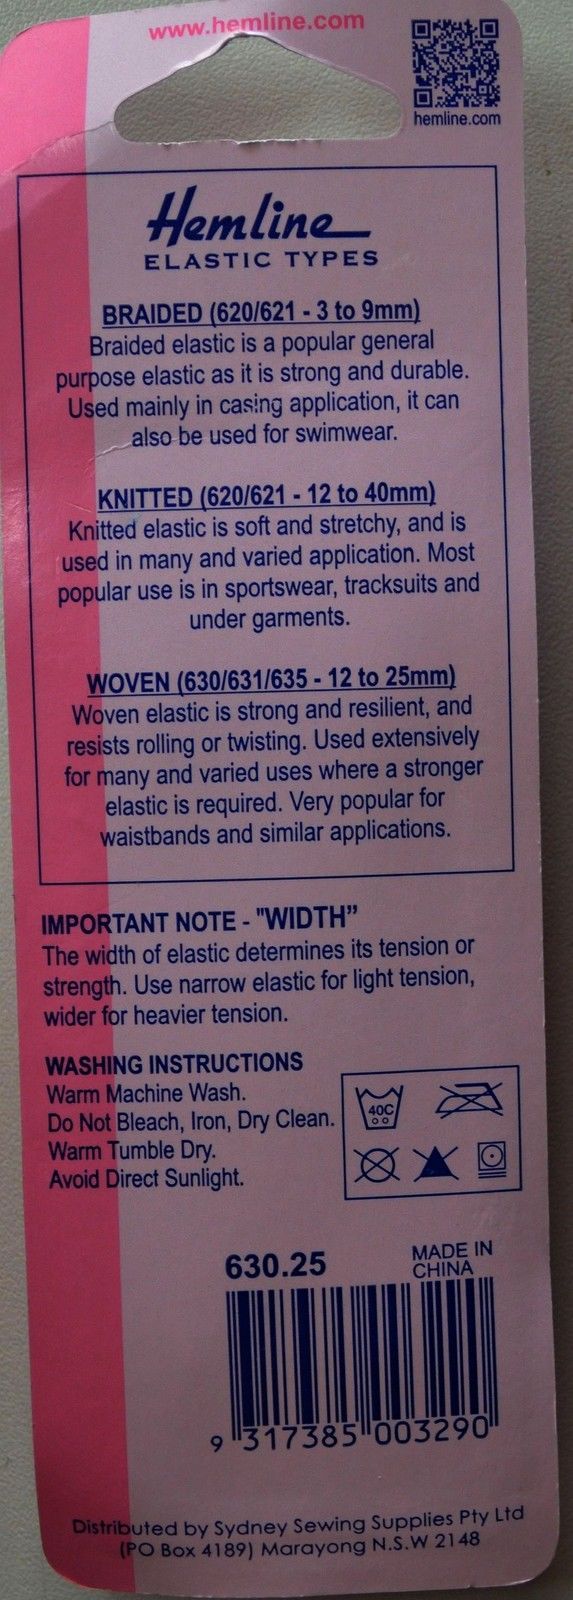 www.hemline.com
hemline.com
Hemline
ELASTIC TYPES
BRAIDED (620/621 - 3 to 9mm)
Braided elastic is a popular general
purpose elastic as it is strong and durable.
Used mainly in casing application, it can
also be used for swimwear.
KNITTED (620/621 - 12 to 40mm)
Knitted elastic is soft and stretchy, and is
used in many and varied application. Most
popular use is in sportswear, tracksuits and
under garments.
WOVEN (630/631/635 - 12 to 25mm)
Woven elastic is strong and resilient, and
resists rolling or twisting. Used extensively
for many and varied uses where a stronger
elastic is required. Very popular for
waistbands and similar applications.
IMPORTANT NOTE - "WIDTH”
The width of elastic determines its tension or
strength. Use narrow elastic for light tension,
wider for heavier tension.
WASHING INSTRUCTIONS
Warm Machine Wash.
Do Not Bleach, Iron, Dry Clean.
Warm Tumble Dry.
Avoid Direct Sunlight.
40C
630.25
MADE IN
CHINA
9 317385 003290
Distributed by Sydney Sewing Supplies Pty Ltd
(PO Box 4189) Marayong N.S.W 2148